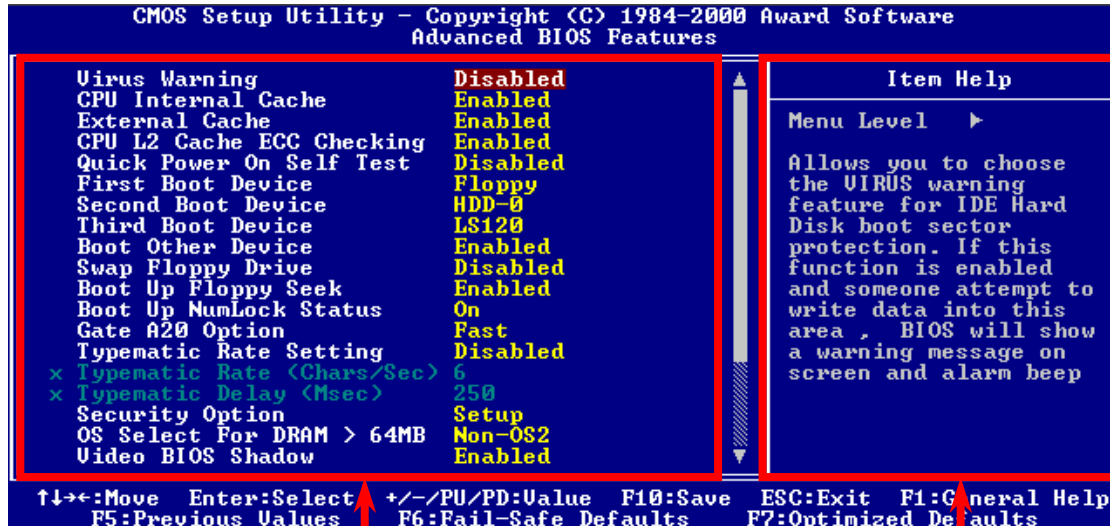 CMOS Setup Utility - Copyright (C) 1984-2000 Award Software
Advanced BIOS Features
Virus Warning Disabled
CPU Internal Cache Enabled
External Cache Enabled
CPU L2 Cache ECC Checking Enabled
Quick Power On Self Test Disabled
First Boot Device Floppy
Second Boot Device HDD-0
Third Boot Device LS120
Boot Other Device Enabled
Swap Floppy Drive Disabled
Boot Up Floppy Seek Enabled
Boot Up NumLock Status On
Gate A20 Option Fast
Typematic Rate Setting Disabled
x Typematic Rate (Chars/Sec) 6
x Typematic Delay (Msec) 250
Security Option Setup
OS Select For DRAM > 64MB Non-OS2
Video BIOS Shadow Enabled
Item Help
Menu Level ►
Allows you to choose
the VIRUS warning
feature for IDE Hard
Disk boot sector
protection. If this
function is enabled
and someone attempt to
write data into this
area , BIOS will show
a warning message on
screen and alarm beep
↑↓→←:Move Enter:Select +/-/PU/PD:Value F10:Save ESC:Exit F1:General Help
F5:Previous Values F6:Fail-Safe Defaults F7:Optimized Defaults